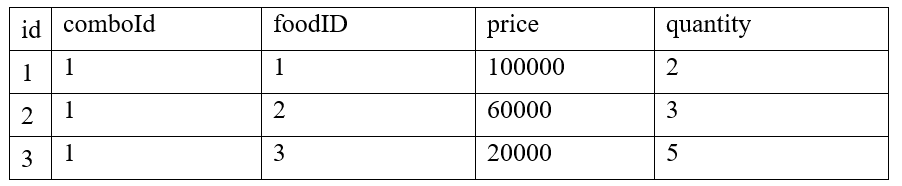 id comboId foodID price quantity
1 1 1 100000 2
2 1 2 60000 3
3 1 3 20000 5